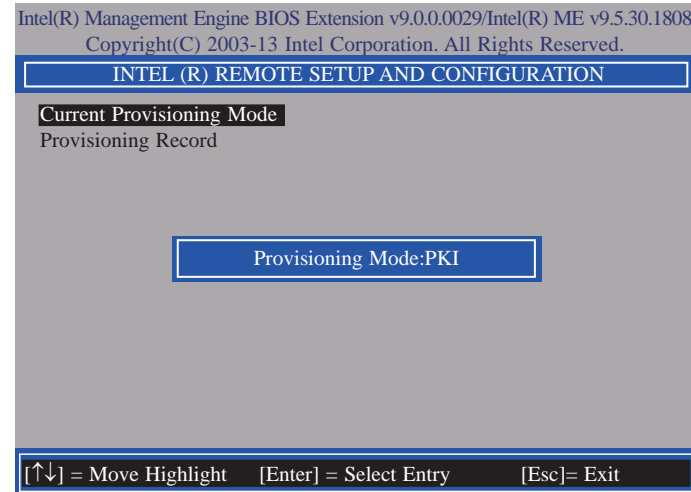 Intel(R) Management Engine BIOS Extension v9.0.0.0029/Intel(R) ME v9.5.30.1808
Copyright(C) 2003-13 Intel Corporation. All Rights Reserved.
INTEL (R) REMOTE SETUP AND CONFIGURATION
Current Provisioning Mode
Provisioning Record
Provisioning Mode:PKI
[↑↓] = Move Highlight [Enter] = Select Entry [Esc]= Exit